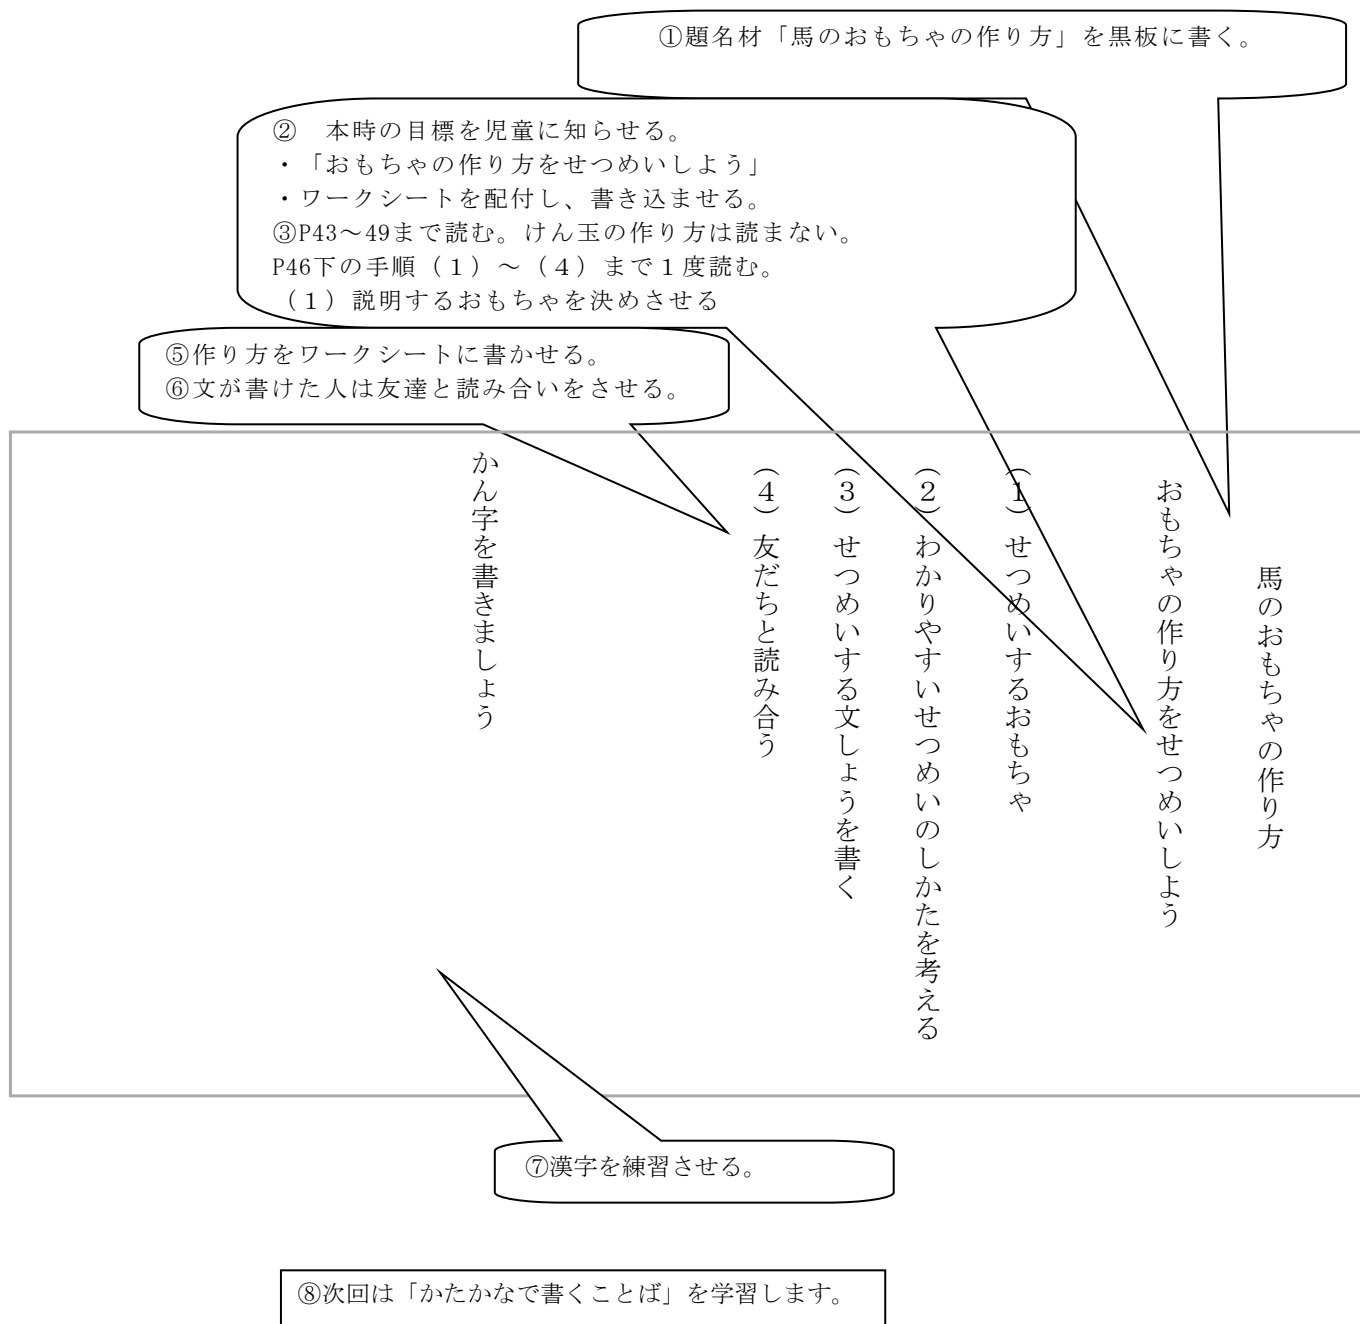 ①題名材「馬のおもちゃの作り方」を黒板に書く。
②　本時の目標を児童に知らせる。
・「おもちゃの作り方をせつめいしよう」
・ワークシートを配付し、書き込ませる。
③P43～49まで読む。けん玉の作り方は読まない。
P46下の手順（１）～（４）まで１度読む。
（１）説明するおもちゃを決めさせる
⑤作り方をワークシートに書かせる。
⑥文が書けた人は友達と読み合いをさせる。
馬のおもちゃの作り方
おもちゃの作り方をせつめいしよう
（１）せつめいするおもちゃ
（２）わかりやすいせつめいのしかたを考える
（３）せつめいする文しょうを書く
（４）友だちと読み合う
かん字を書きましょう
⑦漢字を練習させる。
⑧次回は「かたかなで書くことば」を学習します。